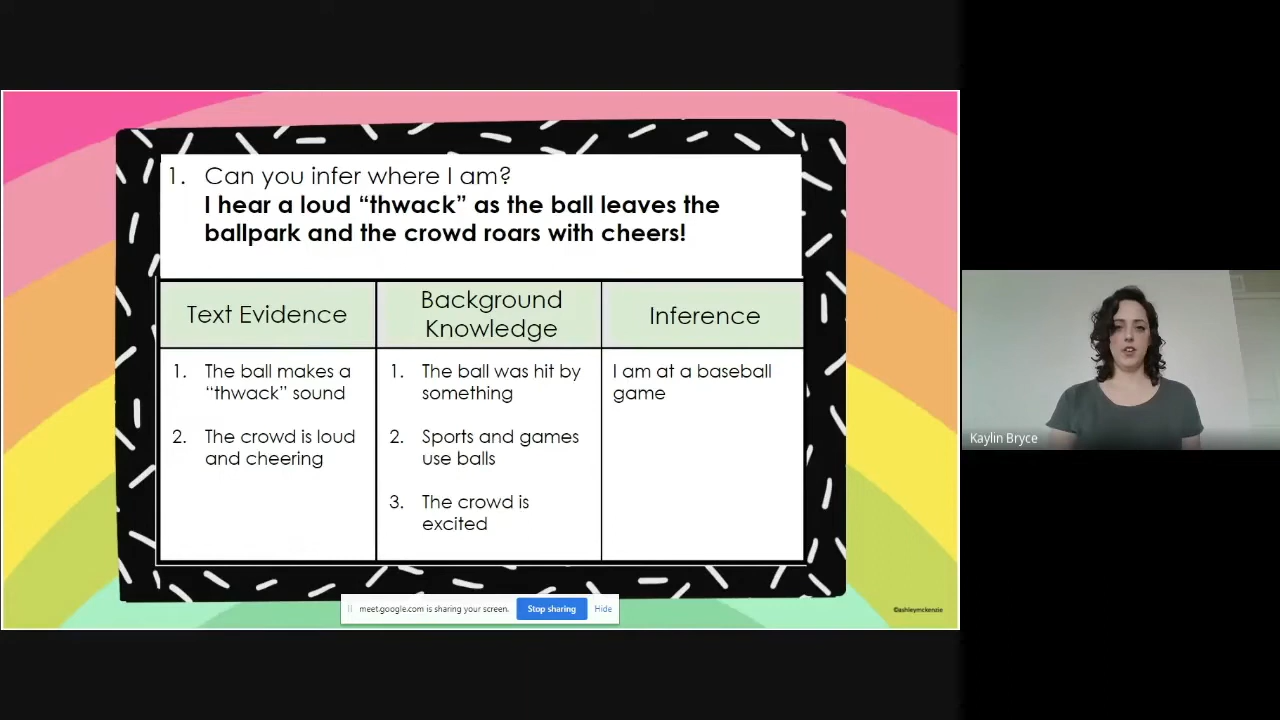 1. Can you infer where I am?
I hear a loud “thwack” as the ball leaves the
ballpark and the crowd roars with cheers!
Text Evidence
Background
Knowledge
Inference
1. The ball makes a
“thwack” sound
2. The crowd is loud
and cheering
1. The ball was hit by
something
2. Sports and games
use balls
3. The crowd is
excited
I am at a baseball
game
Kaylin Bryce
meet.google.com is sharing your screen.
Stop sharing
Hide
©ashleymckenzie